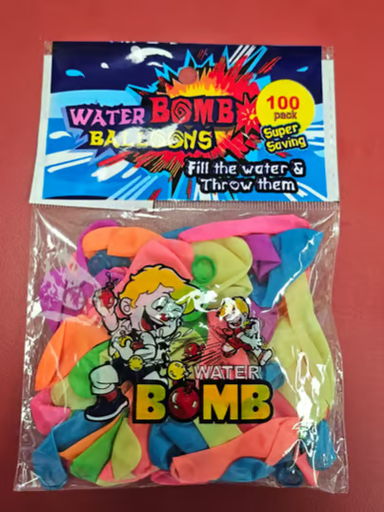 WATER BOMB
BALLOONS
100
pack
Super
Saving
Fill the water &
Throw them
WATER
BOMB